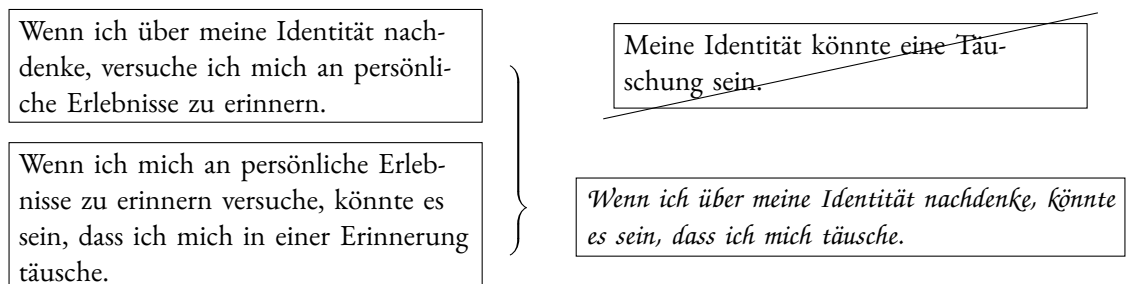 Wenn ich über meine Identität nach-
denke, versuche ich mich an persönli-
che Erlebnisse zu erinnern.
Wenn ich mich an persönliche Erleb-
nisse zu erinnern versuche, könnte es
sein, dass ich mich in einer Erinnerung
täusche.
Meine Identität könnte eine Täu-
schung sein.
Wenn ich über meine Identität nachdenke, könnte
es sein, dass ich mich täusche.